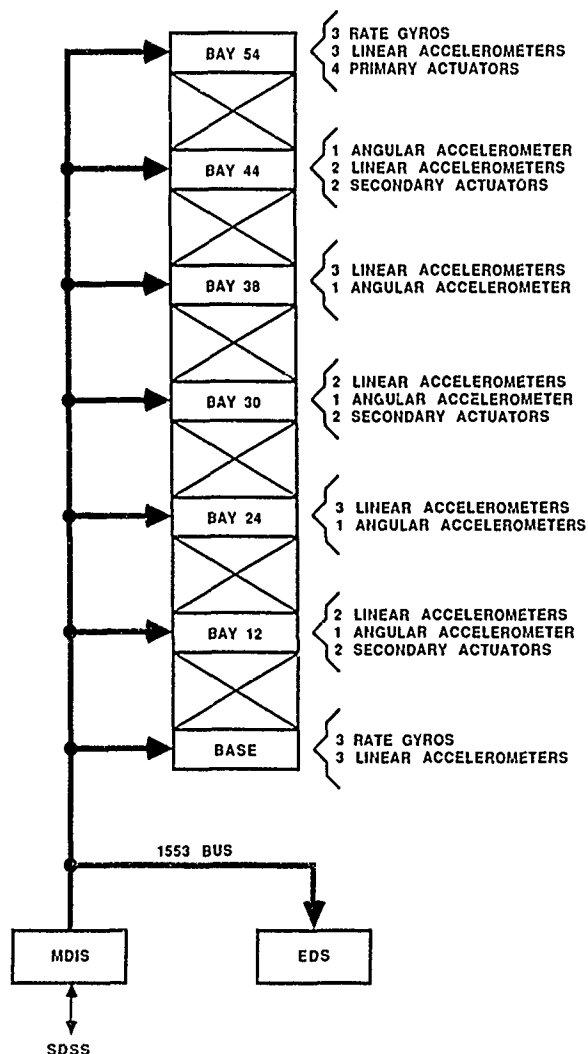 BAY 54
3 RATE GYROS
3 LINEAR ACCELEROMETERS
4 PRIMARY ACTUATORS
BAY 44
1 ANGULAR ACCELEROMETER
2 LINEAR ACCELEROMETERS
2 SECONDARY ACTUATORS
BAY 38
3 LINEAR ACCELEROMETERS
1 ANGULAR ACCELEROMETER
BAY 30
2 LINEAR ACCELEROMETERS
1 ANGULAR ACCELEROMETER
2 SECONDARY ACTUATORS
BAY 24
3 LINEAR ACCELEROMETERS
1 ANGULAR ACCELEROMETERS
BAY 12
2 LINEAR ACCELEROMETERS
1 ANGULAR ACCELEROMETER
2 SECONDARY ACTUATORS
BASE
3 RATE GYROS
3 LINEAR ACCELEROMETERS
1553 BUS
MDIS
EDS
SDSS